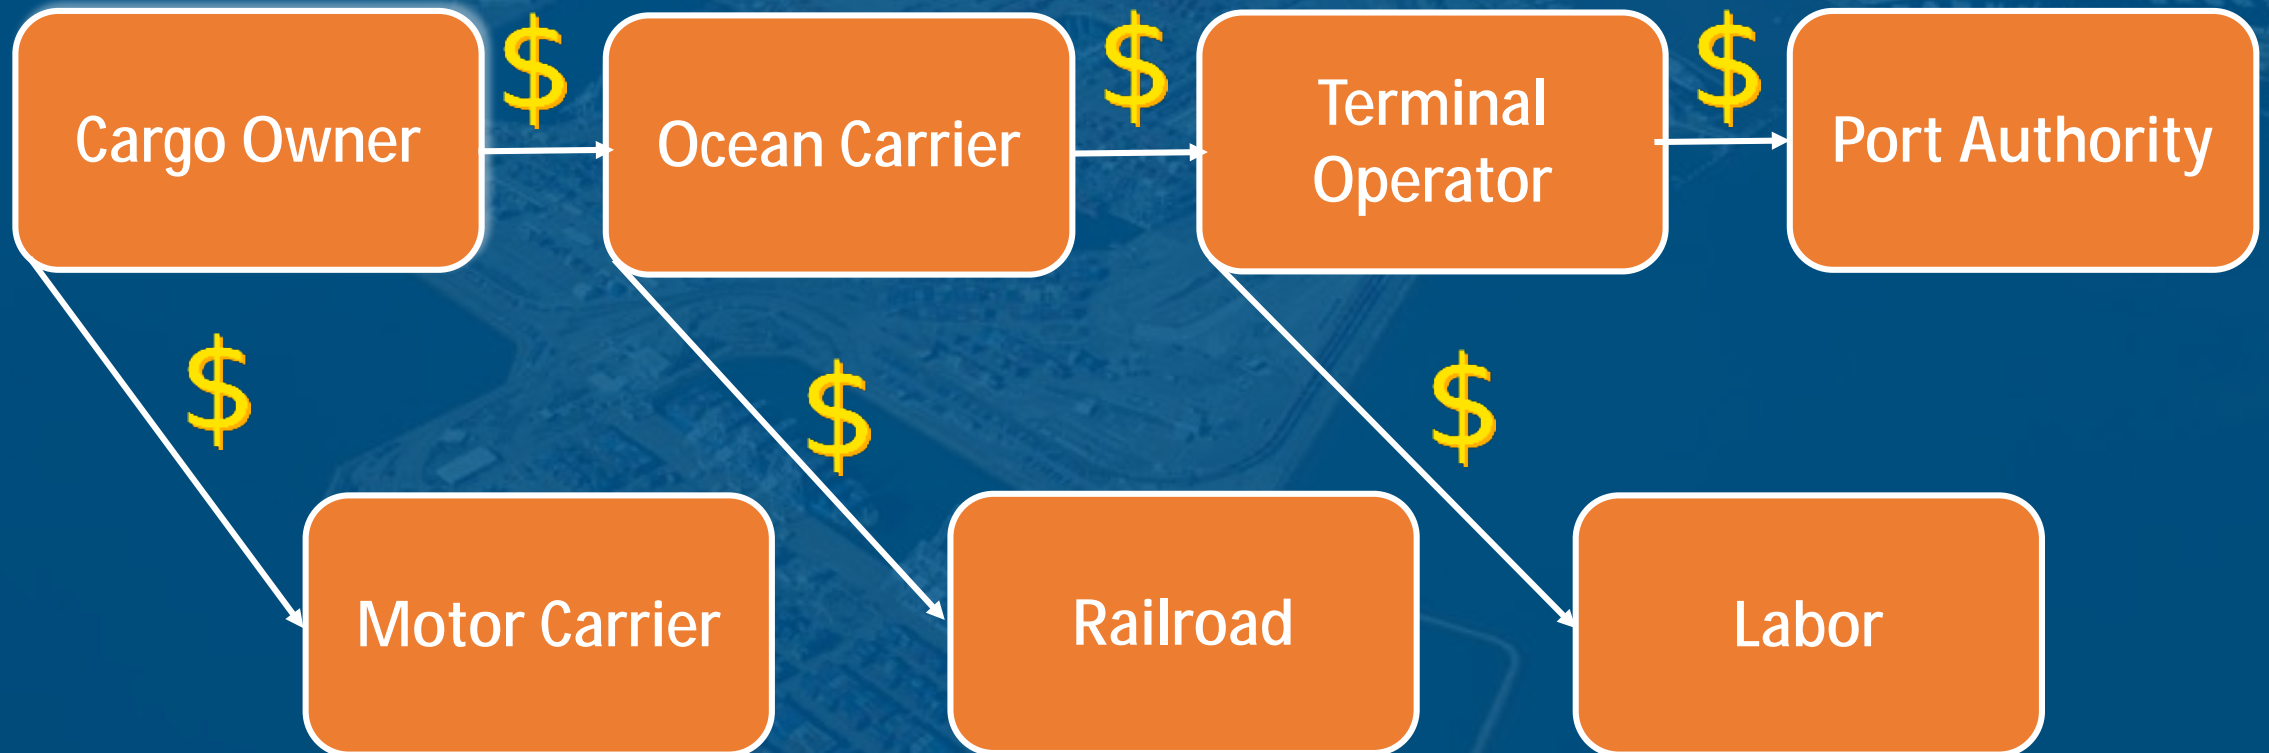 Cargo Owner
$
Ocean Carrier
$
Terminal
Operator
$
Port Authority
$
$
$
Motor Carrier
Railroad
Labor